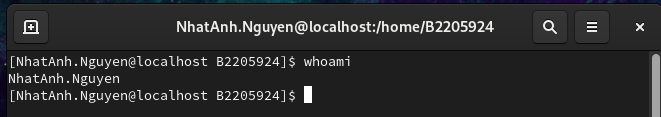 NhatAnh.Nguyen@localhost:/home/B2205924
[NhatAnh.Nguyen@localhost B2205924]$ whoami
NhatAnh.Nguyen
[NhatAnh.Nguyen@localhost B2205924]$